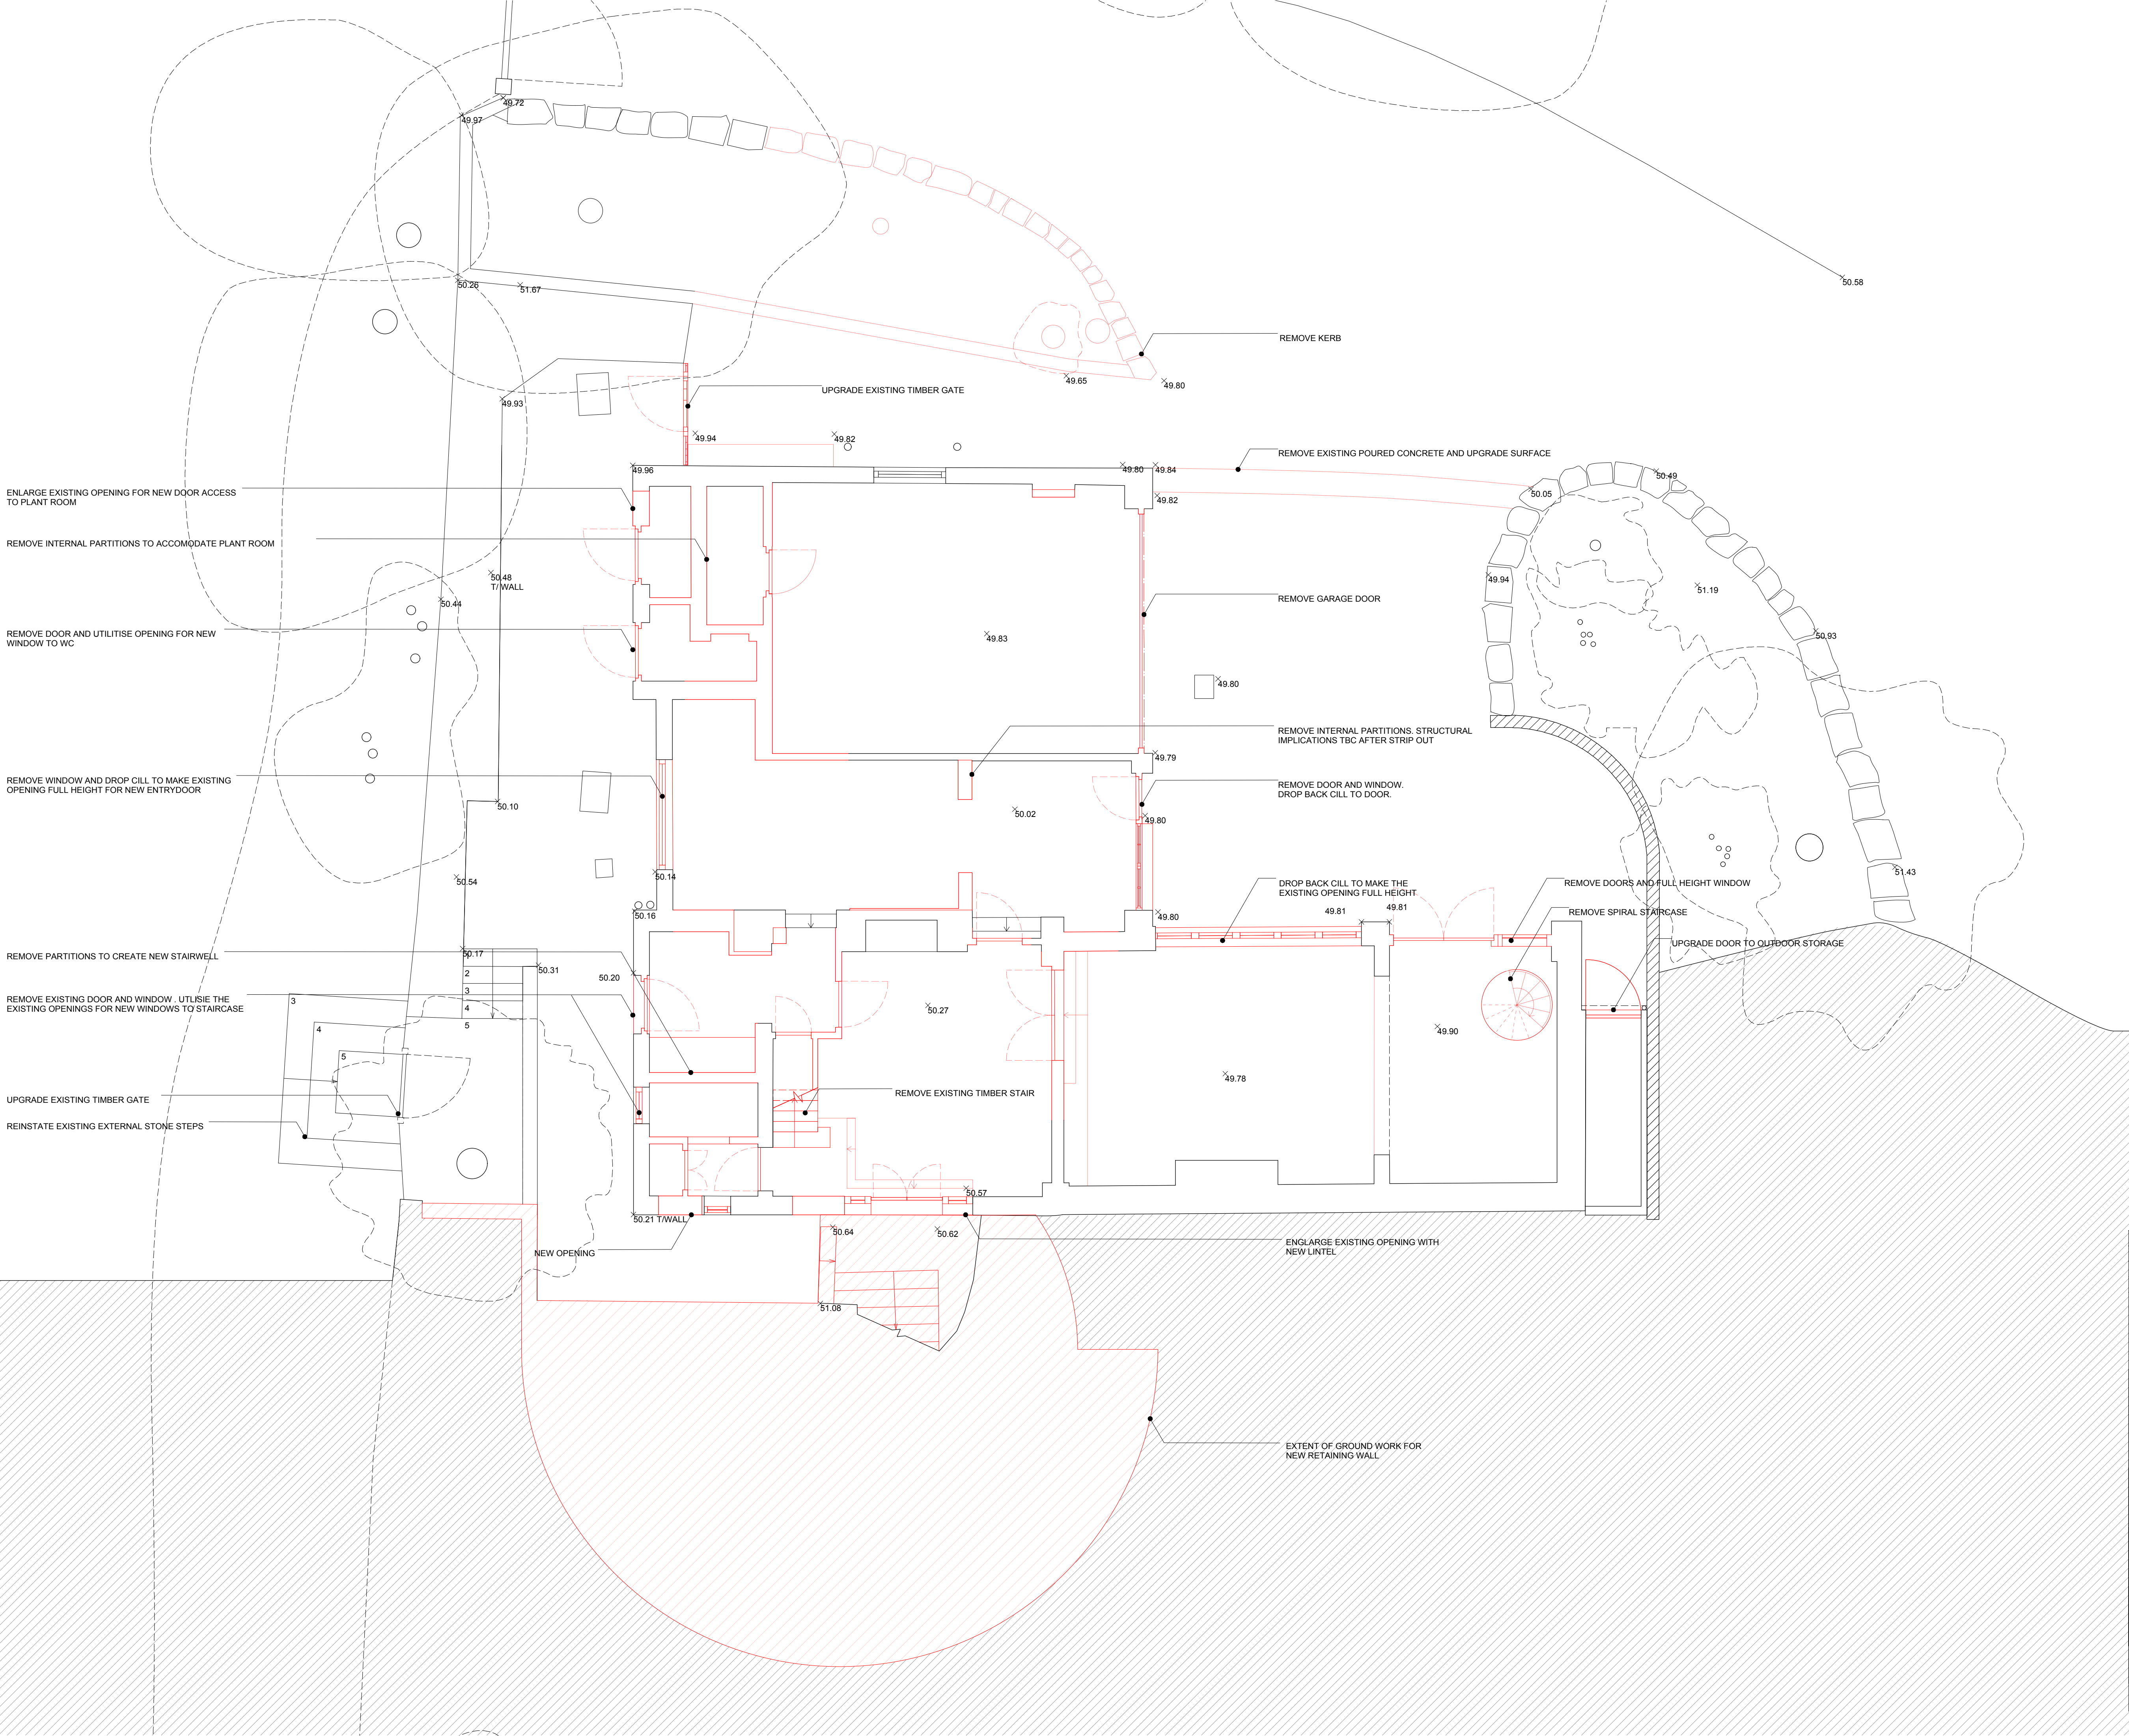 49.72
49.97
50.26
51.67
50.58
REMOVE KERB
49.65
49.80
UPGRADE EXISTING TIMBER GATE
49.93
49.94
49.82
REMOVE EXISTING POURED CONCRETE AND UPGRADE SURFACE
49.96
49.80
49.84
50.49
ENLARGE EXISTING OPENING FOR NEW DOOR ACCESS
TO PLANT ROOM
49.82
50.05
REMOVE INTERNAL PARTITIONS TO ACCOMODATE PLANT ROOM
50.48
T/ WALL
49.94
51.19
50.44
REMOVE GARAGE DOOR
REMOVE DOOR AND UTILITISE OPENING FOR NEW
WINDOW TO WC
49.83
50.93
49.80
REMOVE INTERNAL PARTITIONS. STRUCTURAL
IMPLICATIONS TBC AFTER STRIP OUT
49.79
REMOVE WINDOW AND DROP CILL TO MAKE EXISTING
OPENING FULL HEIGHT FOR NEW ENTRYDOOR
REMOVE DOOR AND WINDOW.
DROP BACK CILL TO DOOR.
50.10
50.02
49.80
50.54
50.14
51.43
DROP BACK CILL TO MAKE THE
EXISTING OPENING FULL HEIGHT
REMOVE DOORS AND FULL HEIGHT WINDOW
50.16
49.80
49.81
49.81
REMOVE SPIRAL STAIRCASE
UPGRADE DOOR TO OUTDOOR STORAGE
REMOVE PARTITIONS TO CREATE NEW STAIRWELL
50.17
1
2
3
4
5
50.31
50.20
REMOVE EXISTING DOOR AND WINDOW . UTLISIE THE
EXISTING OPENINGS FOR NEW WINDOWS TO STAIRCASE
3
4
5
50.27
49.90
49.78
UPGRADE EXISTING TIMBER GATE
REMOVE EXISTING TIMBER STAIR
REINSTATE EXISTING EXTERNAL STONE STEPS
50.57
50.21 T/WALL
50.64
50.62
NEW OPENING
ENGLARGE EXISTING OPENING WITH
NEW LINTEL
51.08
EXTENT OF GROUND WORK FOR
NEW RETAINING WALL